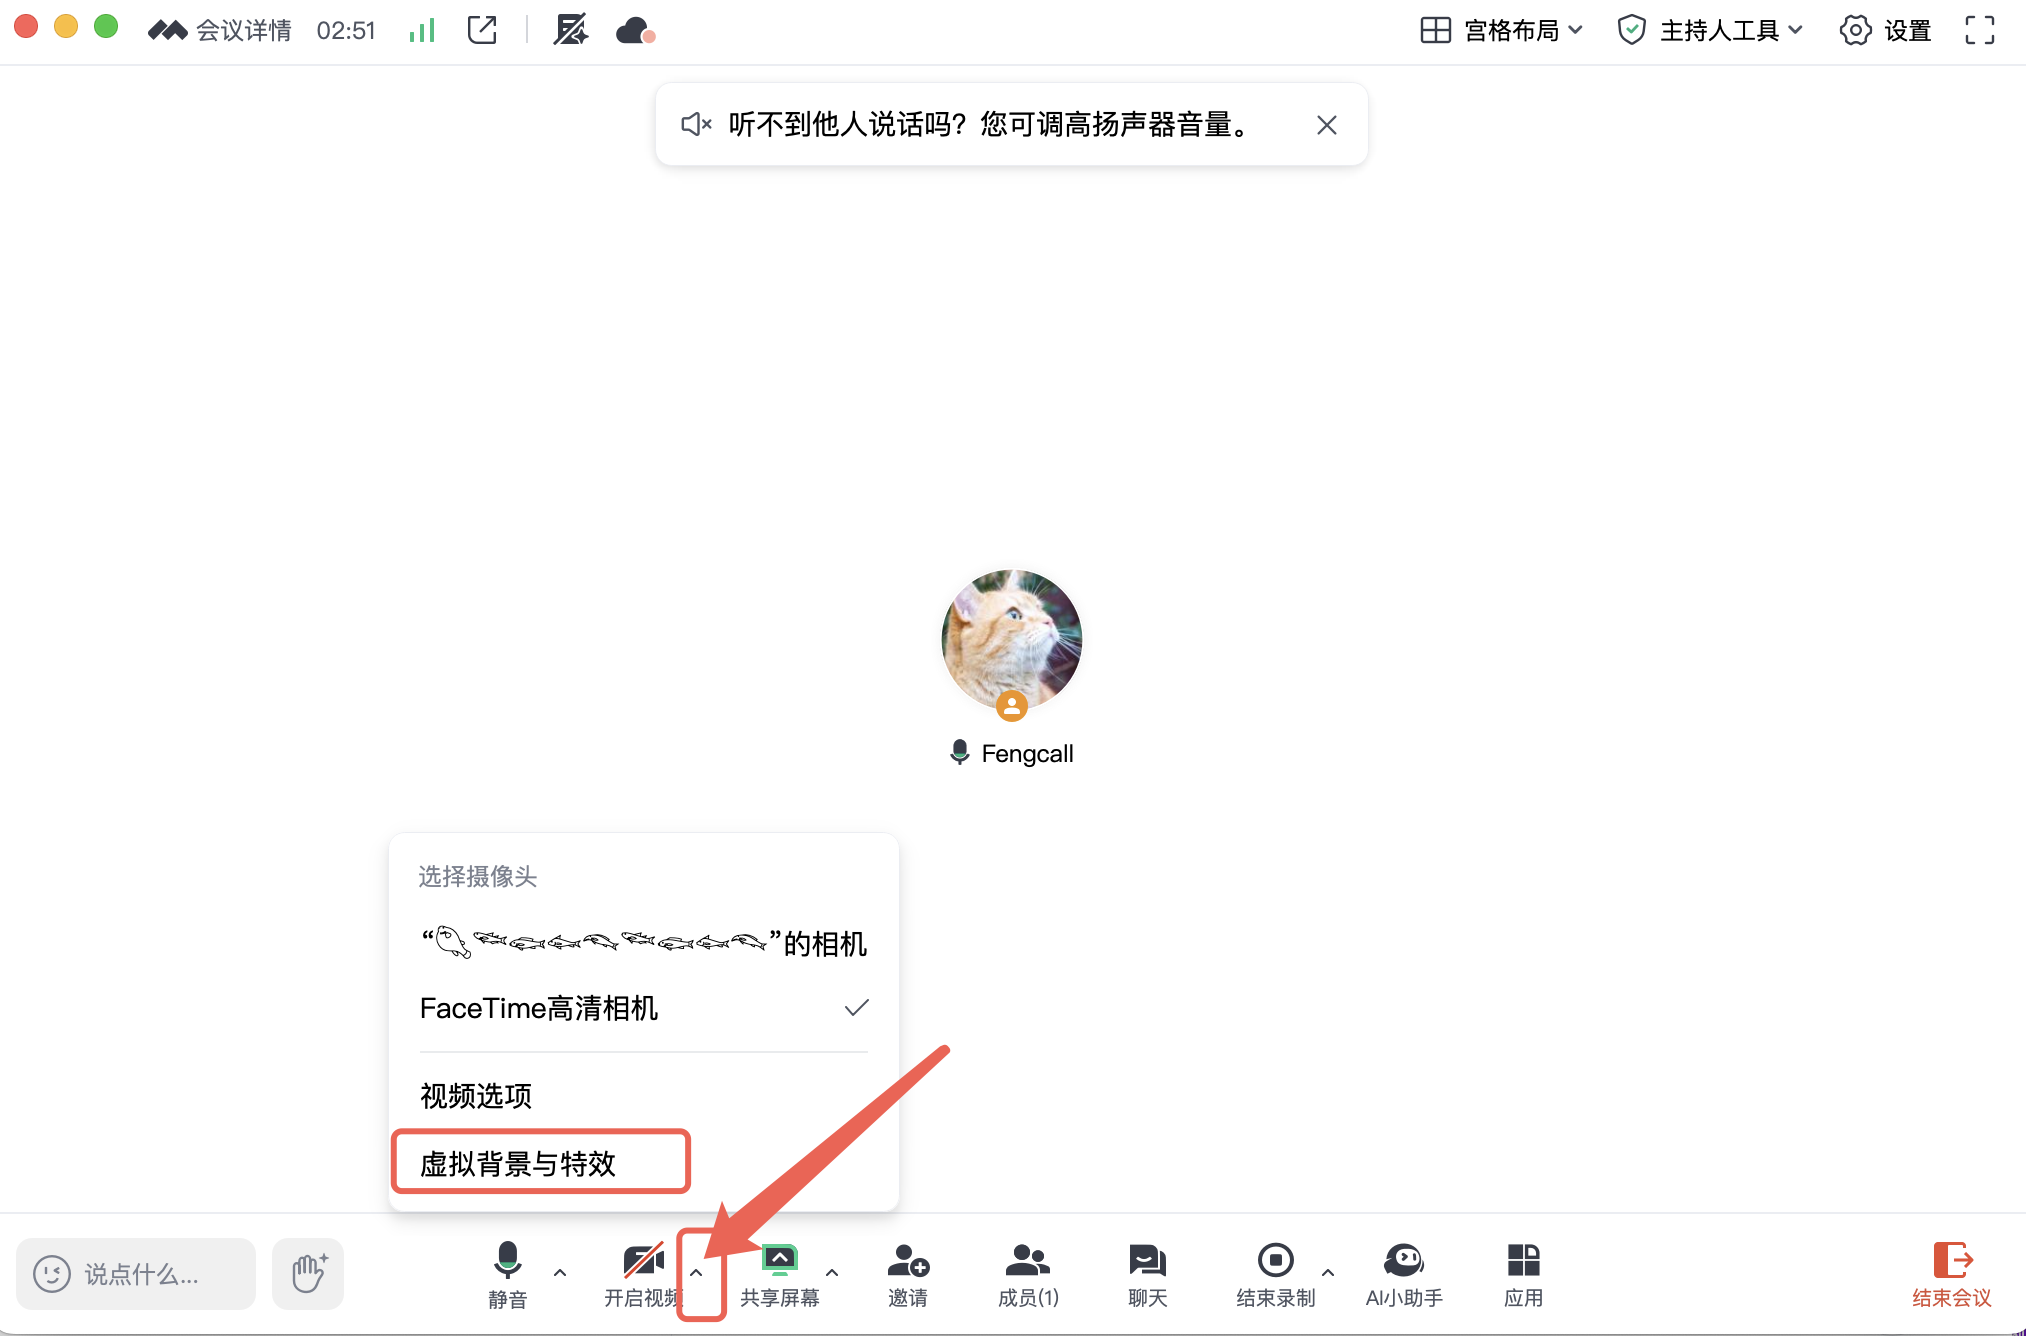 会议详情 02:51 宫格布局 主持人工具 设置
听不到他人说话吗？您可调高扬声器音量。
Fengcall
选择摄像头
“𓆡𓆜𓆝𓆞𓆟𓆜𓆝𓆞𓆟”的相机
FaceTime高清相机
视频选项
虚拟背景与特效
说点什么...
静音 开启视频 共享屏幕 邀请 成员(1) 聊天 结束录制 AI小助手 应用 结束会议